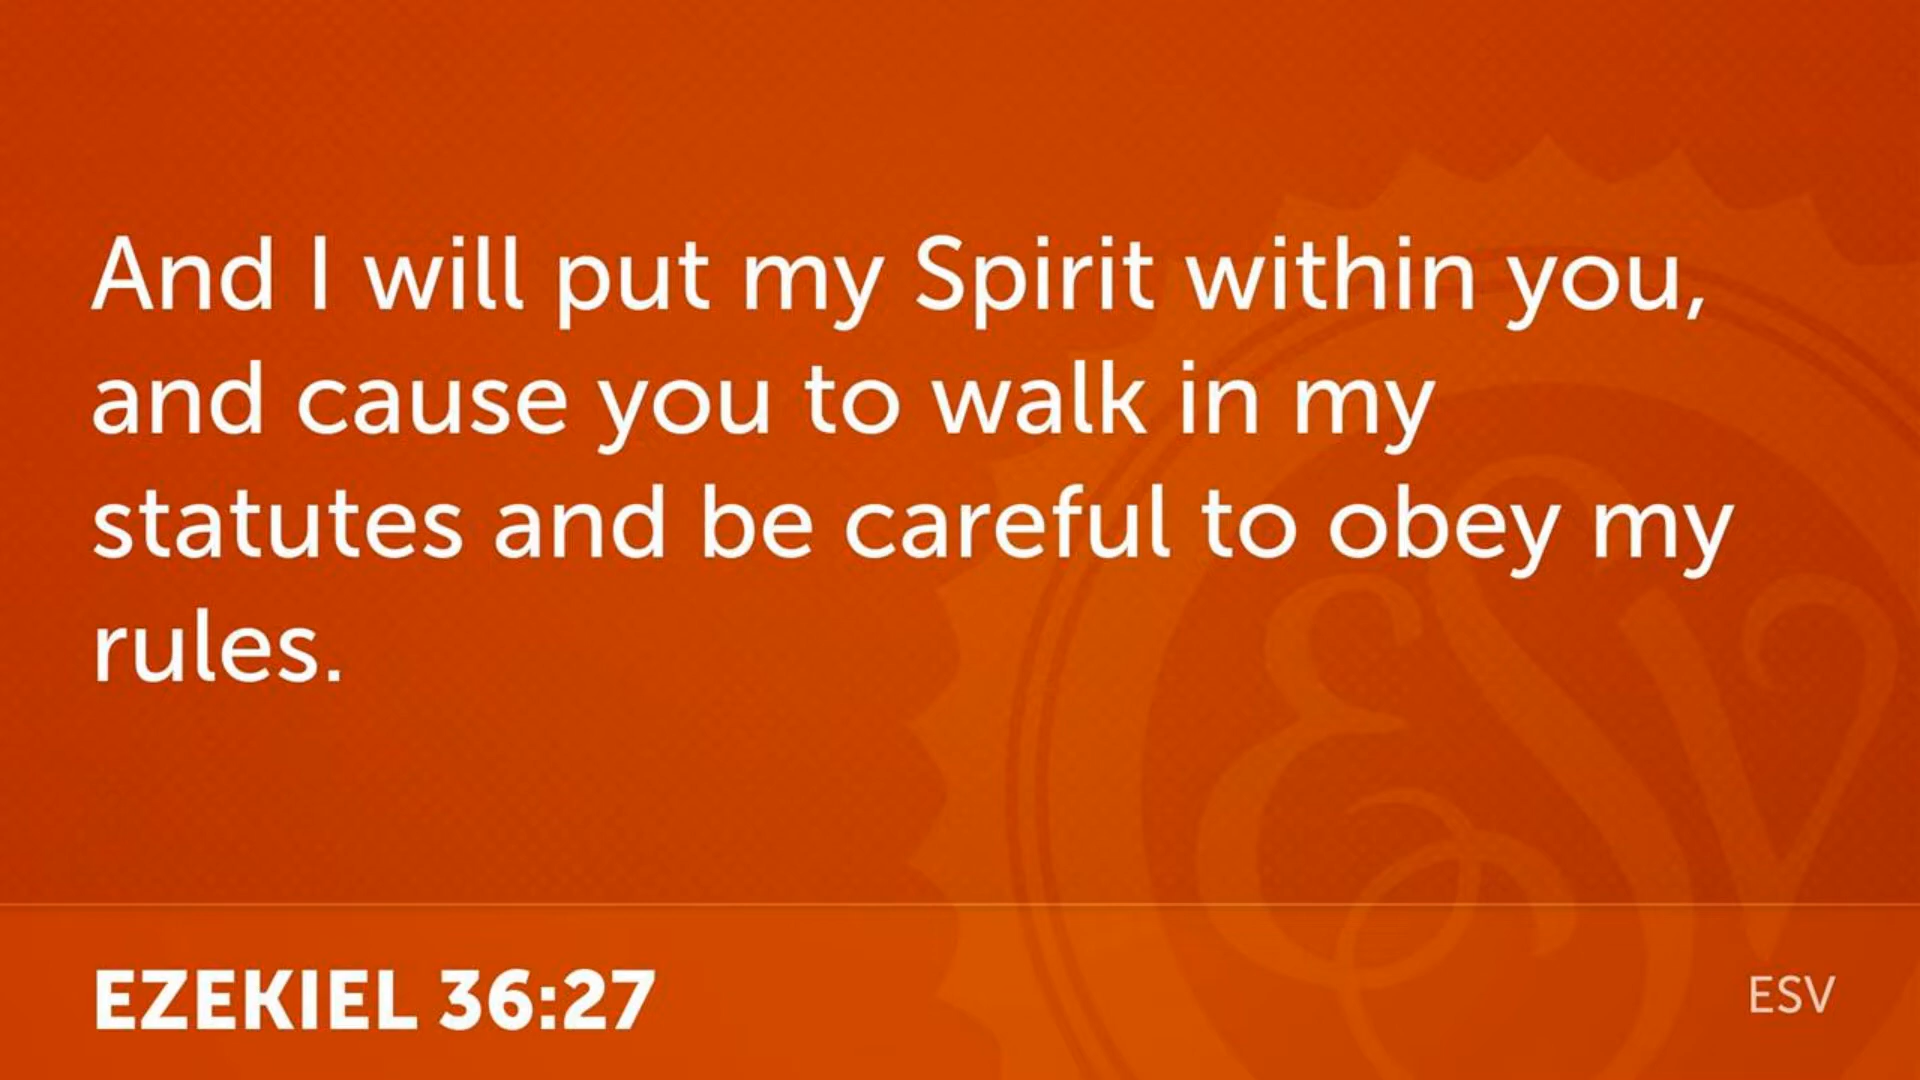 And I will put my Spirit within you,
and cause you to walk in my
statutes and be careful to obey my
rules.
ESV
EZEKIEL 36:27
ESV